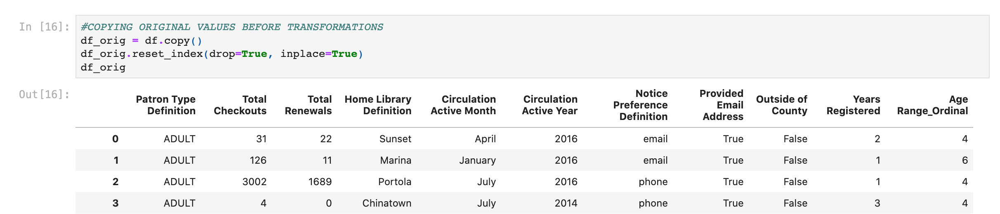 In [16]:
#COPYING ORIGINAL VALUES BEFORE TRANSFORMATIONS
df_orig = df.copy()
df_orig.reset_index(drop=True, inplace=True)
df_orig
Out[16]:
Patron Type Definition Total Checkouts Total Renewals Home Library Definition Circulation Active Month Circulation Active Year Notice Preference Definition Provided Email Address Outside of County Years Registered Age Range_Ordinal
0 ADULT 31 22 Sunset April 2016 email True False 2 4
1 ADULT 126 11 Marina January 2016 email True False 1 6
2 ADULT 3002 1689 Portola July 2016 phone True False 1 4
3 ADULT 4 0 Chinatown July 2014 phone True False 3 4